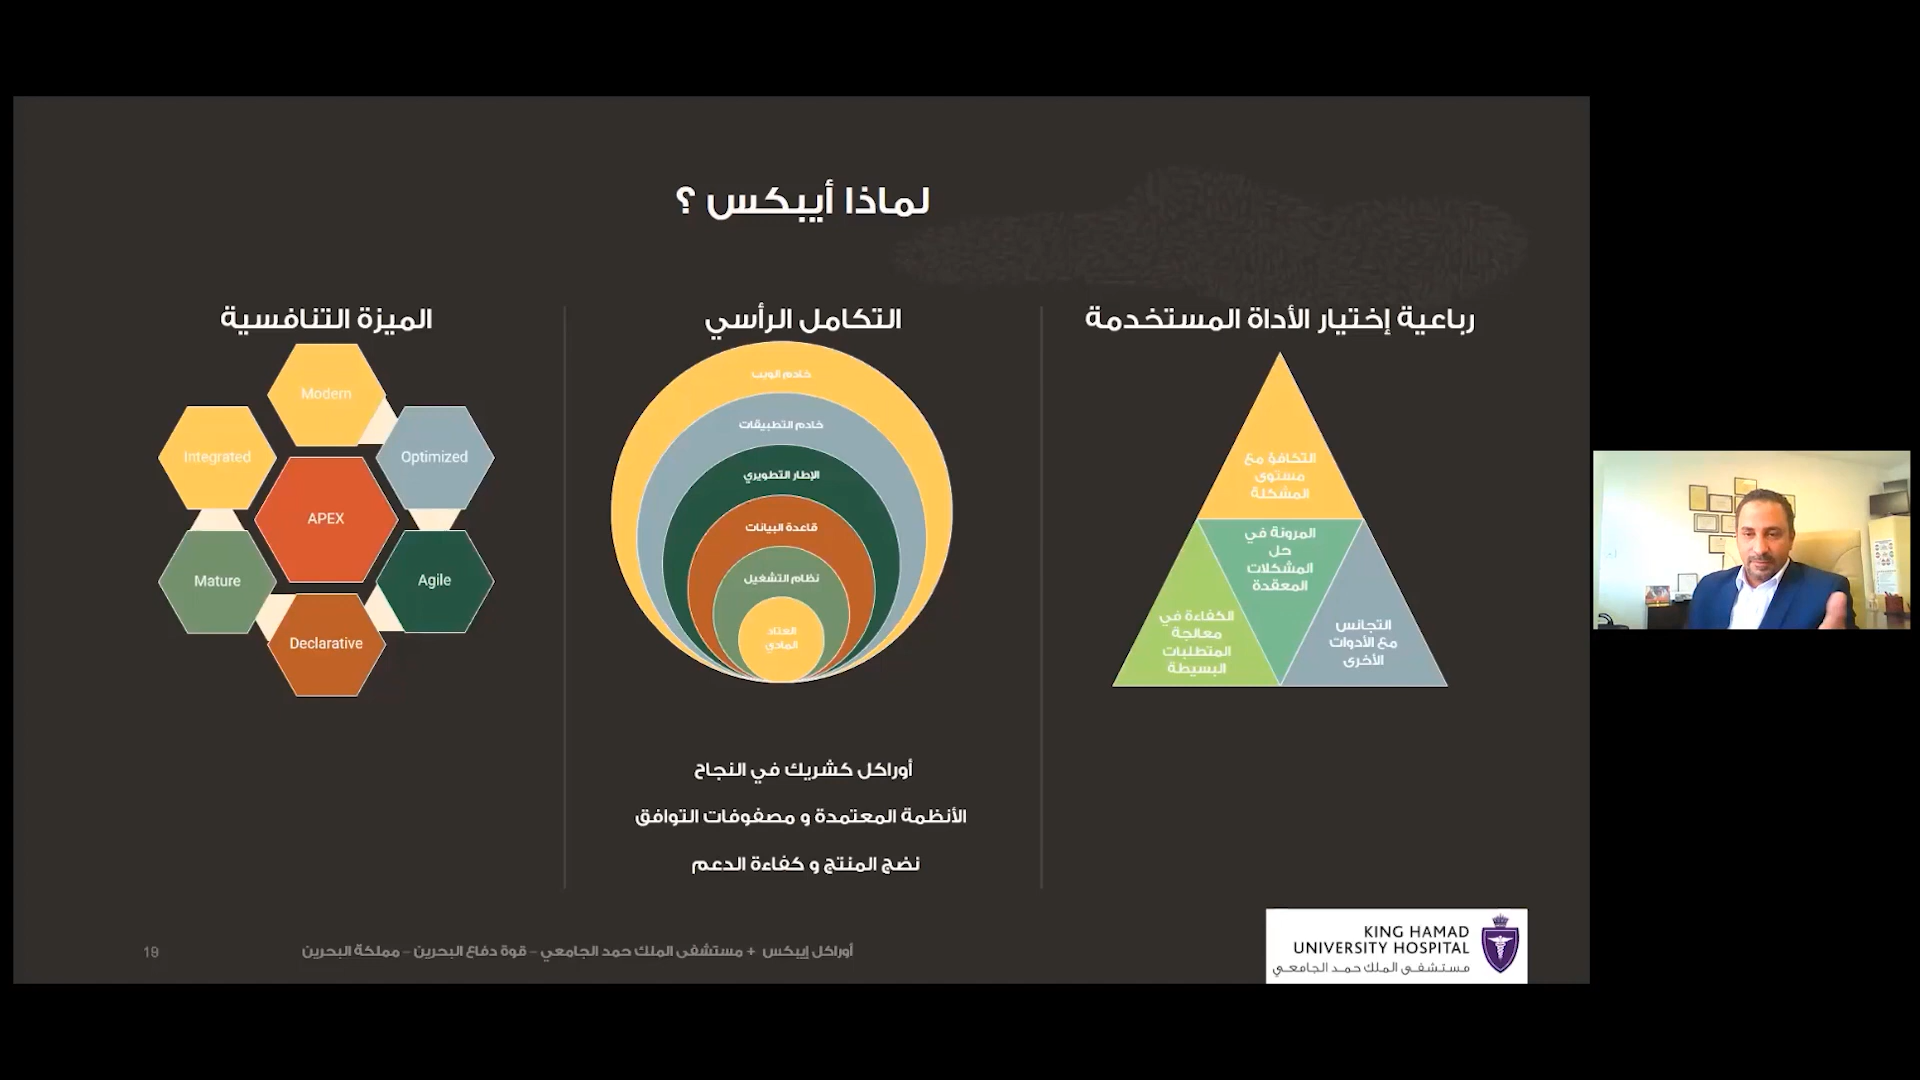 لماذا أيبكس ؟
رباعية إختيار الأداة المستخدمة
التكافؤ مع
مستوى
المشكلة
المرونة في
حل
المشكلات
المعقدة
الكفاءة في
معالجة
المتطلبات
البسيطة
التجانس
مع الأدوات
الأخرى
التكامل الرأسي
خادم الويب
خادم التطبيقات
الإطار التطويري
قاعدة البيانات
نظام التشغيل
العتاد
المادي
أوراكل كشريك في النجاح
الأنظمة المعتمدة و مصفوفات التوافق
نضج المنتج و كفاءة الدعم
الميزة التنافسية
Modern
Integrated
Optimized
APEX
Mature
Agile
Declarative
KING HAMAD
UNIVERSITY HOSPITAL
مستشفى الملك حمد الجامعي
أوراكل إيبكس + مستشفى الملك حمد الجامعي – قوة دفاع البحرين – مملكة البحرين
19